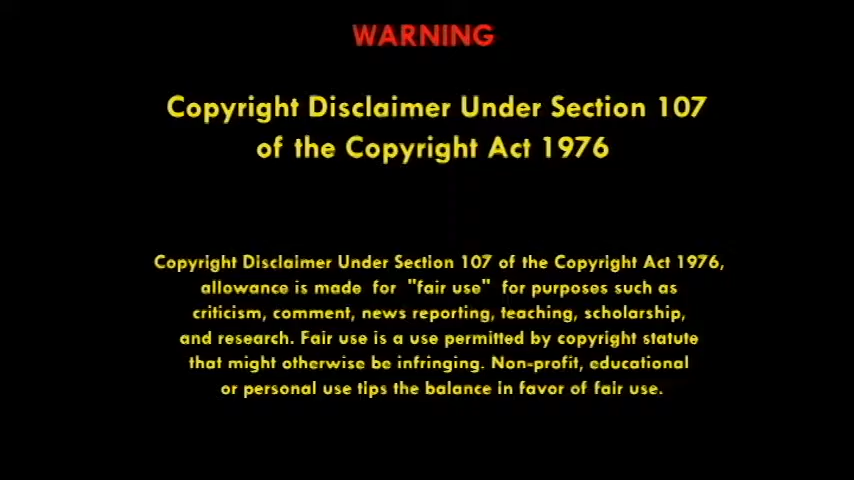 WARNING
Copyright Disclaimer Under Section 107
of the Copyright Act 1976
Copyright Disclaimer Under Section 107 of the Copyright Act 1976,
allowance is made for "fair use" for purposes such as
criticism, comment, news reporting, teaching, scholarship,
and research. Fair use is a use permitted by copyright statute
that might otherwise be infringing. Non-profit, educational
or personal use tips the balance in favor of fair use.